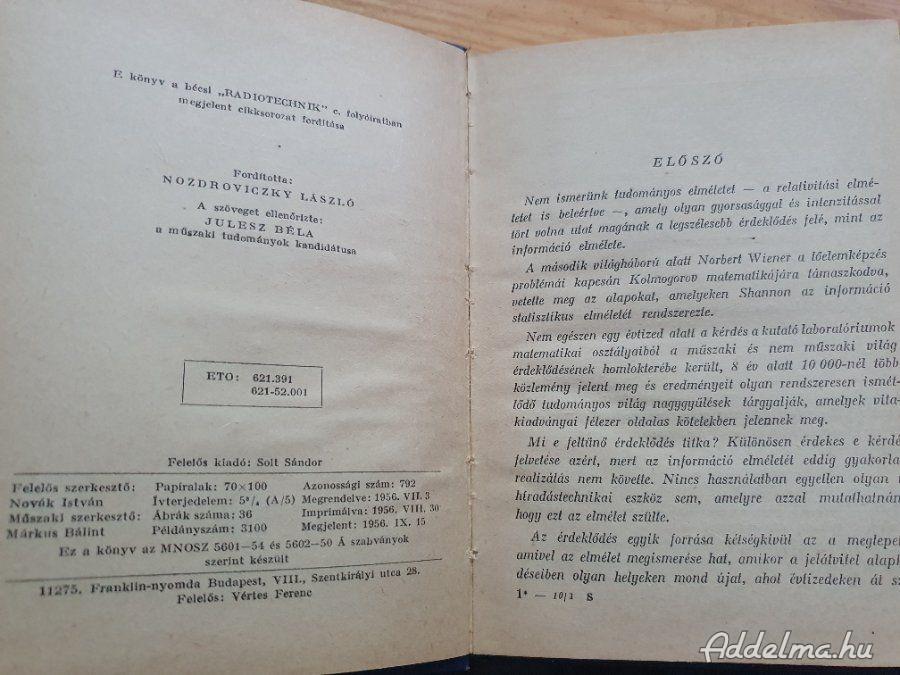 E könyv a bécsi „RADIOTECHNIK" c. folyóiratban
megjelent cikksorozat fordítása
Fordította:
NOZDROVICZKY LÁSZLÓ
A szöveget ellenőrizte:
JULESZ BÉLA
a műszaki tudományok kandidátusa
ETO: 621.391
621-52.001
Felelős kiadó: Solt Sándor
Felelős szerkesztő: Papíralak: 70×100 Azonossági szám: 792
Novák István Ívterjedelem: 5⁵/₄ (A/5) Megrendelve: 1956. VII. 3
Műszaki szerkesztő: Ábrák száma: 36 Imprimálva: 1956. VIII. 30
Márkus Bálint Példányszám: 3100 Megjelent: 1956. IX. 15
Ez a könyv az MNOSZ 5601—54 és 5602—50 Á szabványok
szerint készült
11275. Franklin-nyomda Budapest, VIII., Szentkirályi utca 28.
Felelős: Vértes Ferenc
ELŐSZÓ
Nem ismerünk tudományos elméletet — a relativitási elmé-
letet is beleértve —, amely olyan gyorsasággal és intenzitással
tört volna utat magának a legszélesebb érdeklődés felé, mint az
információ elmélete.
A második világháború alatt Norbert Wiener a lőelemképzés
problémái kapcsán Kolmogorov matematikájára támaszkodva,
vetette meg az alapokat, amelyeken Shannon az információ
statisztikus elméletét rendszerezte.
Nem egészen egy évtized alatt a kérdés a kutató laboratóriumok
matematikai osztályaiból a műszaki és nem műszaki világ
érdeklődésének homlokterébe került, 8 év alatt 10 000-nél több
közlemény jelent meg és eredményeit olyan rendszeresen ismét-
lődő tudományos világ nagygyűlések tárgyalják, amelyek vita-
kiadványai félezer oldalas kötetekben jelennek meg.
Mi e feltűnő érdeklődés titka? Különösen érdekes e kérdé
felvetése azért, mert az információ elméletét eddig gyakorla
realizálás nem követte. Nincs használatban egyellen olyan
híradástechnikai eszköz sem, amelyre azzal mutathatnán
hogy ezt az elmélet szülte.
Az érdeklődés egyik forrása kétségkívül az a meglepet
amivel az elmélet megismerése hat, amikor a jelátvitel alapk
déseiben olyan helyeken mond újat, ahol évtizedeken át sz
1* — 10/1 S
Addelma.hu